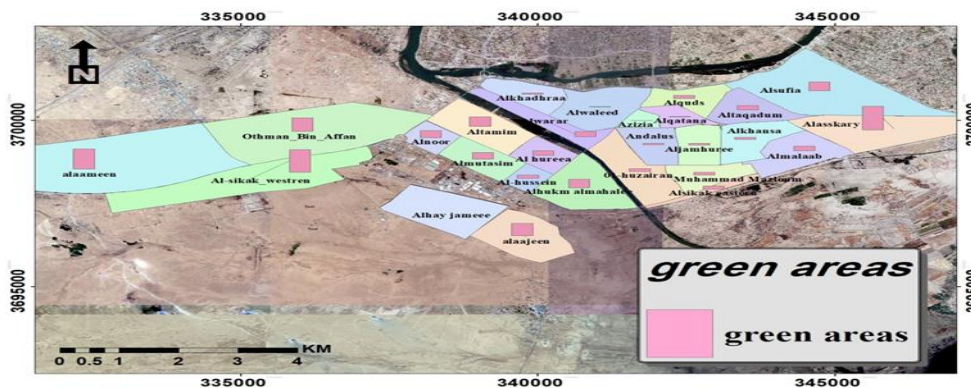 335000 340000 345000
N
3700000
3695000
Alsufia
Alkhadhraa
Alquds
Alwaleed
Altaqadum
Alwarar
Alqatana
Alasskary
Othman_Bin_Affan
Altamim
Azizia
Alnoor
Andalus
Alkhansa
Aljamhuree
Almalaab
alaameen
Almutasim
Al hureea
Al-sikak_westren
Al-hussein
Muhammad Mazloom
Alhukm almahalee
Alhay jameee
alaajeen
green areas
green areas
KM
0 0.5 1 2 3 4
335000 340000 345000
3700000